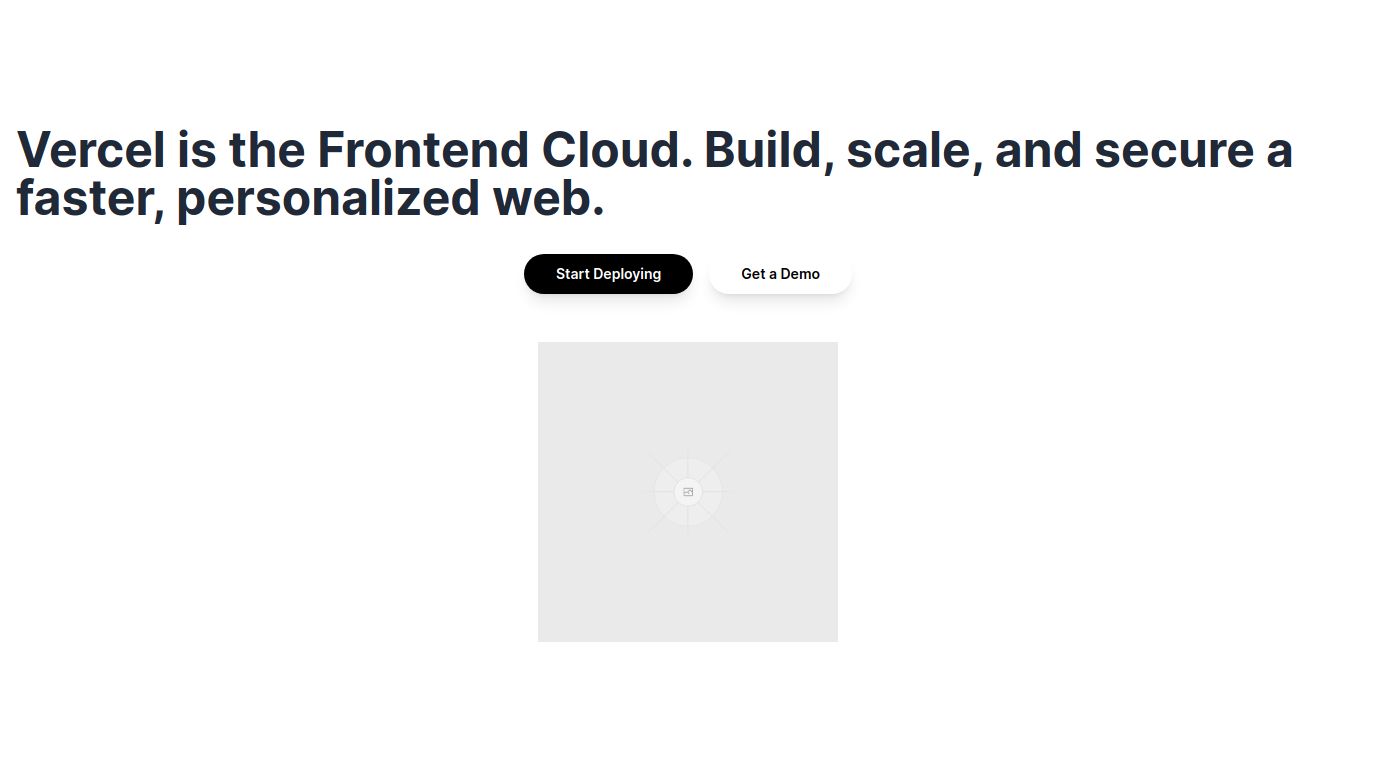 Vercel is the Frontend Cloud. Build, scale, and secure a
faster, personalized web.
Start Deploying
Get a Demo